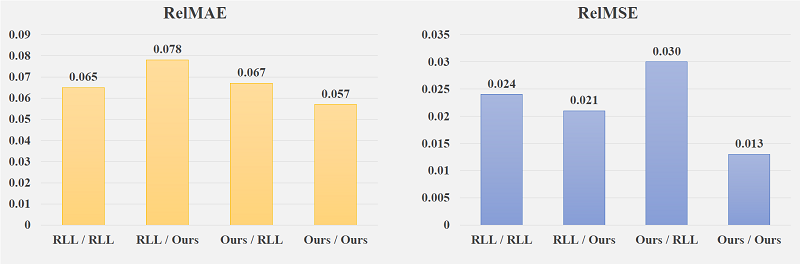 RelMAE
0.09
0.08
0.07
0.06
0.05
0.04
0.03
0.02
0.01
0
0.065
0.078
0.067
0.057
RLL / RLL
RLL / Ours
Ours / RLL
Ours / Ours
RelMSE
0.035
0.03
0.025
0.02
0.015
0.01
0.005
0
0.024
0.021
0.030
0.013
RLL / RLL
RLL / Ours
Ours / RLL
Ours / Ours